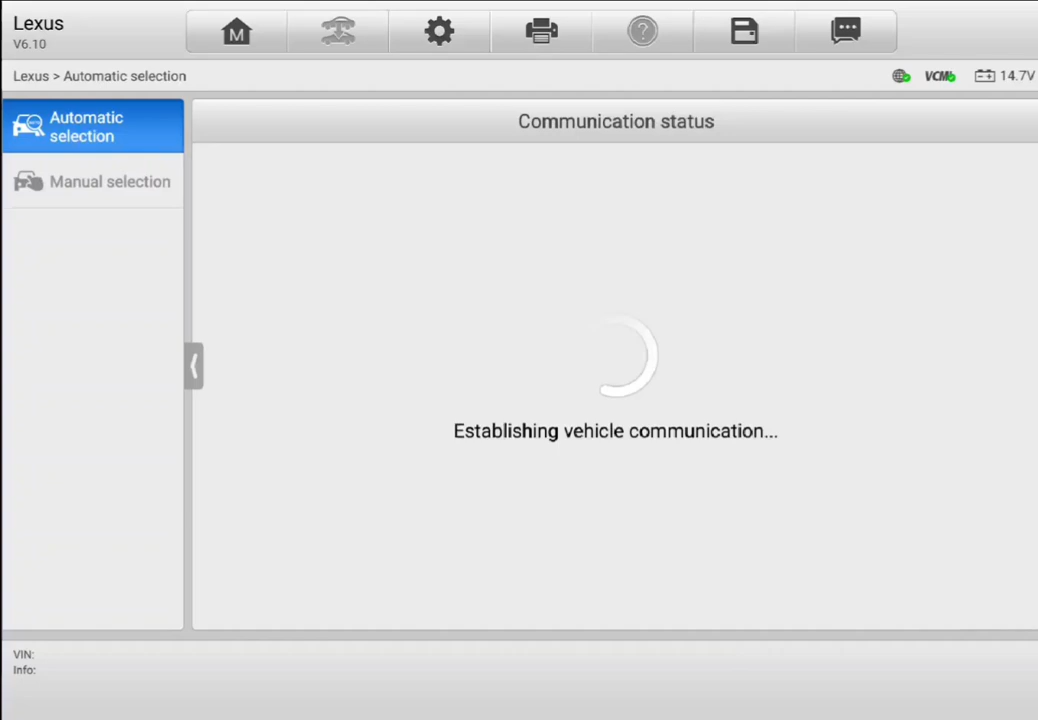 Lexus
V6.10
M
?
Lexus > Automatic selection
VCMI
14.7V
Automatic
selection
Manual selection
Communication status
Establishing vehicle communication...
VIN:
Info: